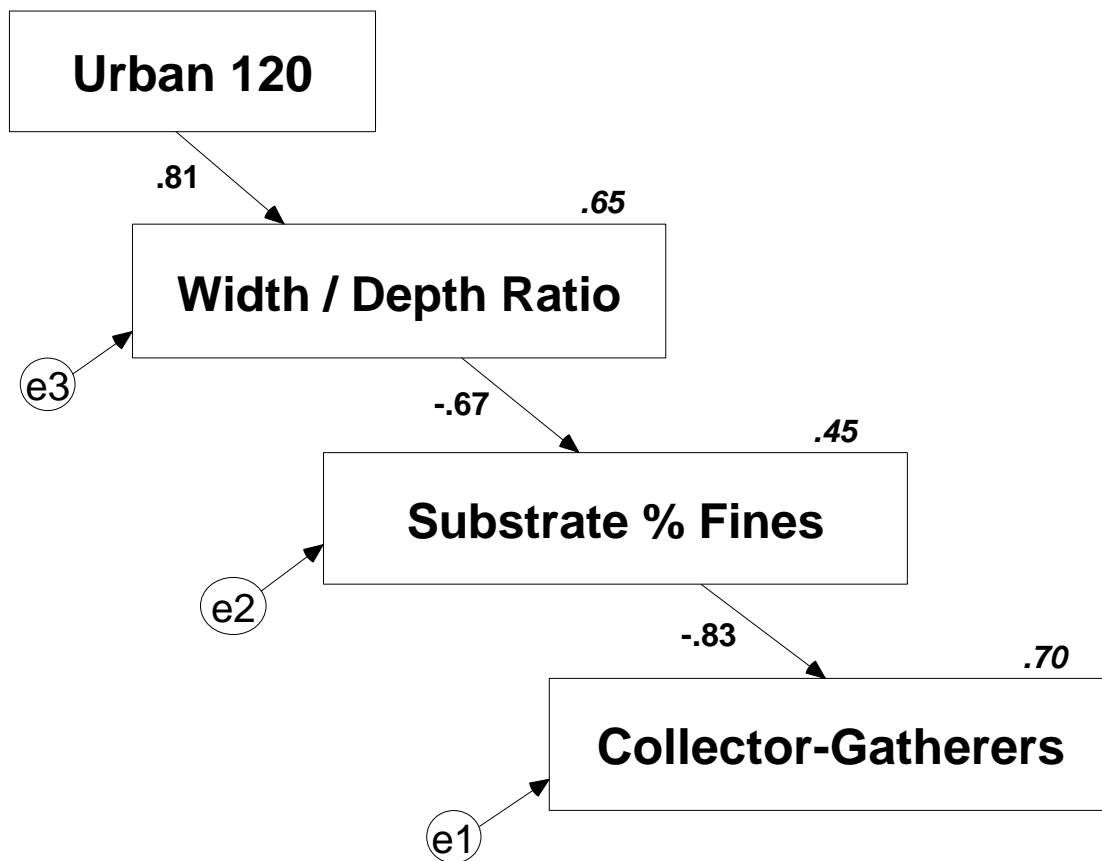 Urban 120
.81
.65
Width / Depth Ratio
e3
-.67
.45
Substrate % Fines
e2
-.83
.70
Collector-Gatherers
e1